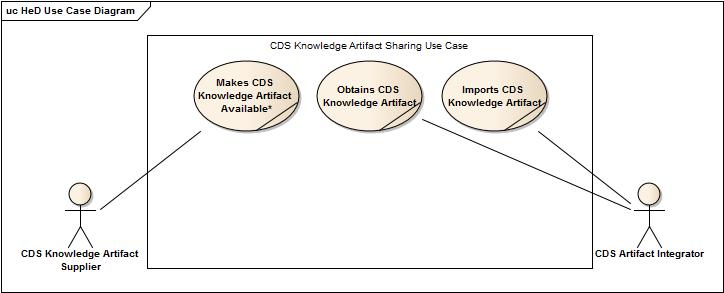 uc HeD Use Case Diagram
CDS Knowledge Artifact Sharing Use Case
Makes CDS
Knowledge Artifact
Available*
Obtains CDS
Knowledge Artifact
Imports CDS
Knowledge Artifact
CDS Knowledge Artifact
Supplier
CDS Artifact Integrator